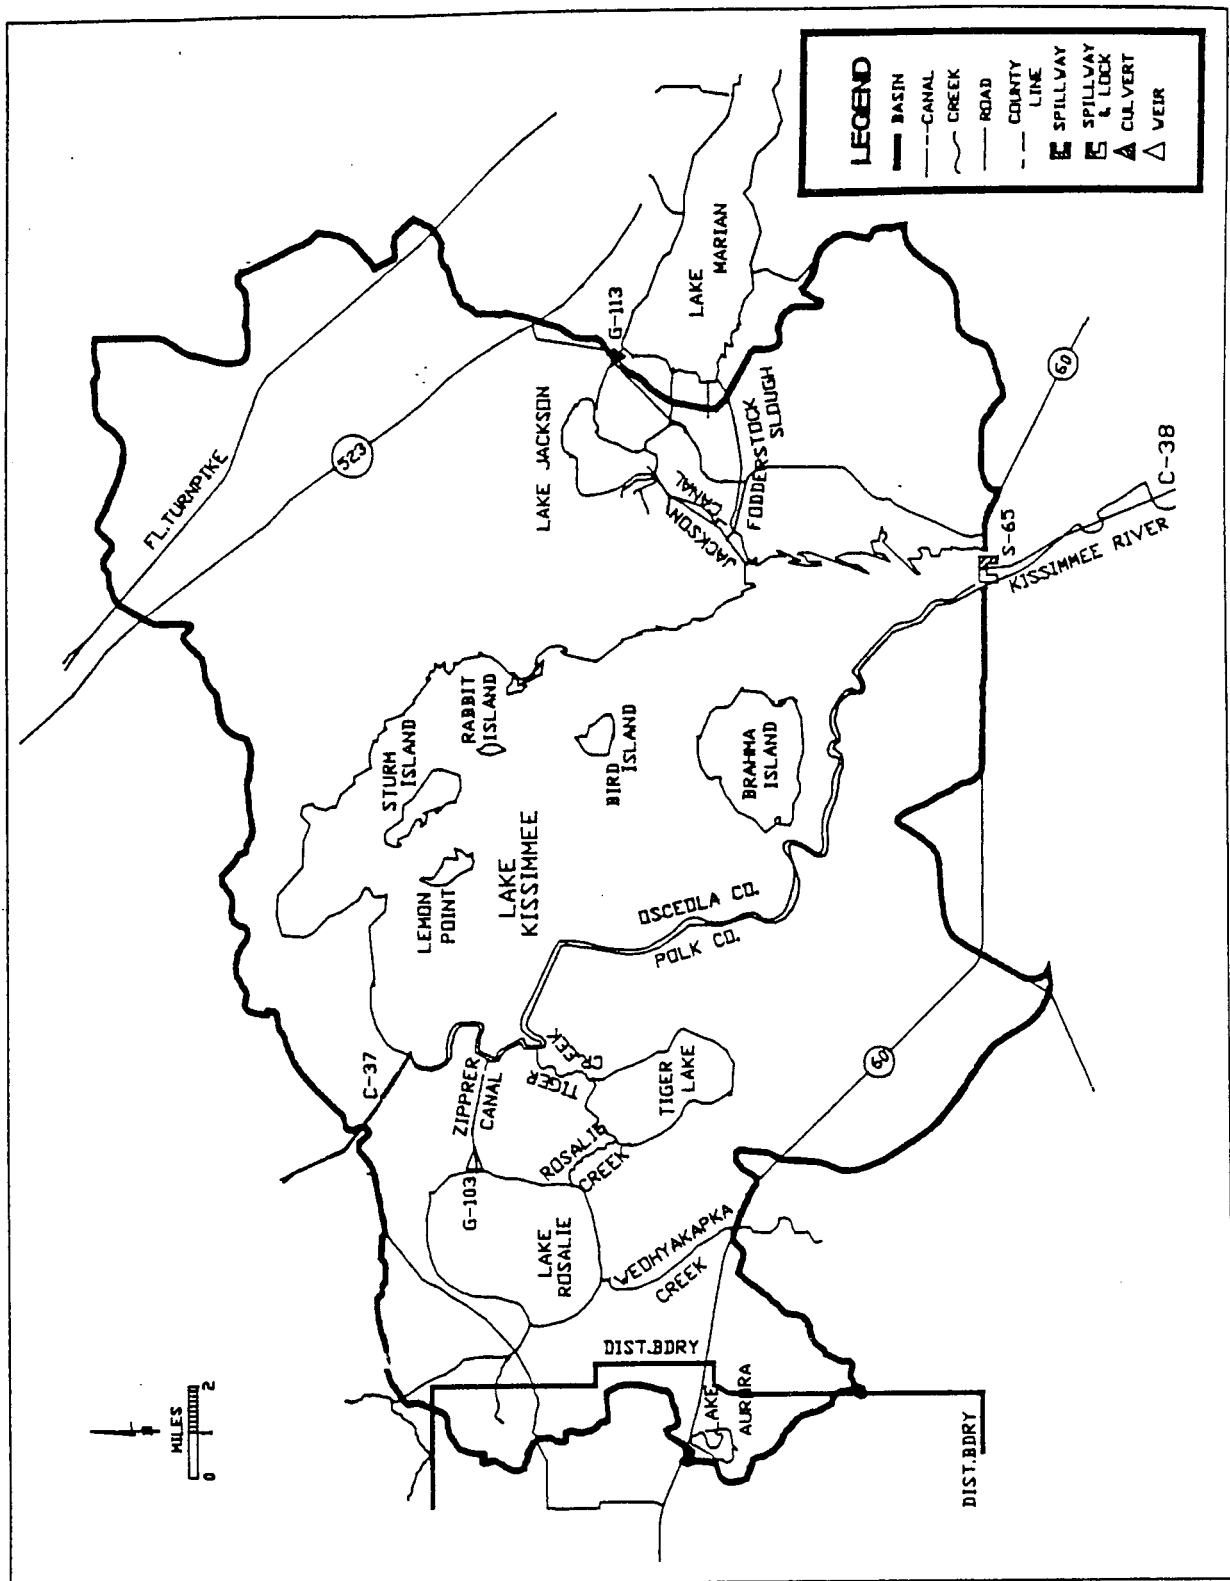 MILES
0 1 2
FL.TURNPIKE
523
C-37
STURM
ISLAND
RABBIT
ISLAND
LEMON
POINT
LAKE
KISSIMMEE
BIRD
ISLAND
BRAHMA
ISLAND
LAKE JACKSON
G-113
LAKE
MARIAN
JACKSON
CANAL
FODDERSTOCK
SLOUGH
ZIPPRER
CANAL
G-103
TIGER
CREEK
ROSALIE
CREEK
TIGER
LAKE
LAKE
ROSALIE
WEOHYAKAPKA
CREEK
OSCEOLA CO.
POLK CO.
DIST.BDRY
LAKE
AURORA
DIST.BDRY
60
60
S-65
KISSIMMEE RIVER
C-38
LEGEND
BASIN
CANAL
CREEK
ROAD
COUNTY
LINE
SPILLWAY
SPILLWAY
& LOCK
CULVERT
WEIR